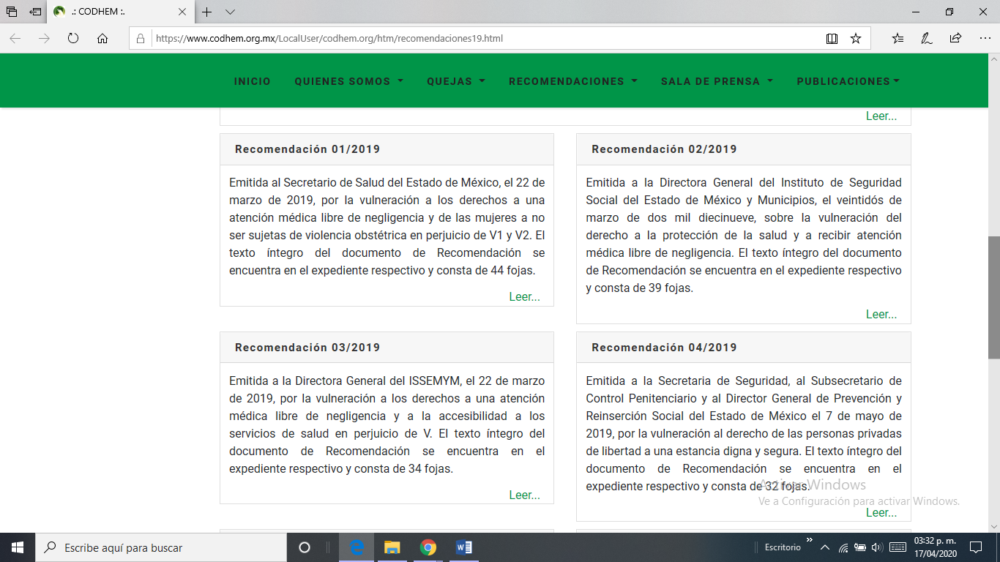 .: CODHEM :.
https://www.codhem.org.mx/LocalUser/codhem.org/htm/recomendaciones19.html
INICIO QUIENES SOMOS QUEJAS RECOMENDACIONES SALA DE PRENSA PUBLICACIONES
Leer...
Recomendación 01/2019
Emitida al Secretario de Salud del Estado de México, el 22 de
marzo de 2019, por la vulneración a los derechos a una
atención médica libre de negligencia y de las mujeres a no
ser sujetas de violencia obstétrica en perjuicio de V1 y V2. El
texto íntegro del documento de Recomendación se
encuentra en el expediente respectivo y consta de 44 fojas.
Leer...
Recomendación 02/2019
Emitida a la Directora General del Instituto de Seguridad
Social del Estado de México y Municipios, el veintidós de
marzo de dos mil diecinueve, sobre la vulneración del
derecho a la protección de la salud y a recibir atención
médica libre de negligencia. El texto íntegro del documento
de Recomendación se encuentra en el expediente respectivo
y consta de 39 fojas.
Leer...
Recomendación 03/2019
Emitida a la Directora General del ISSEMYM, el 22 de marzo
de 2019, por la vulneración a los derechos a una atención
médica libre de negligencia y a la accesibilidad a los
servicios de salud en perjuicio de V. El texto íntegro del
documento de Recomendación se encuentra en el
expediente respectivo y consta de 34 fojas.
Leer...
Recomendación 04/2019
Emitida a la Secretaria de Seguridad, al Subsecretario de
Control Penitenciario y al Director General de Prevención y
Reinserción Social del Estado de México el 7 de mayo de
2019, por la vulneración al derecho de las personas privadas
de libertad a una estancia digna y segura. El texto íntegro del
documento de Recomendación se encuentra en el
expediente respectivo y consta de 32 fojas.
Leer...
Activar Windows
Ve a Configuración para activar Windows.
Escribe aquí para buscar
Escritorio
03:32 p. m.
17/04/2020